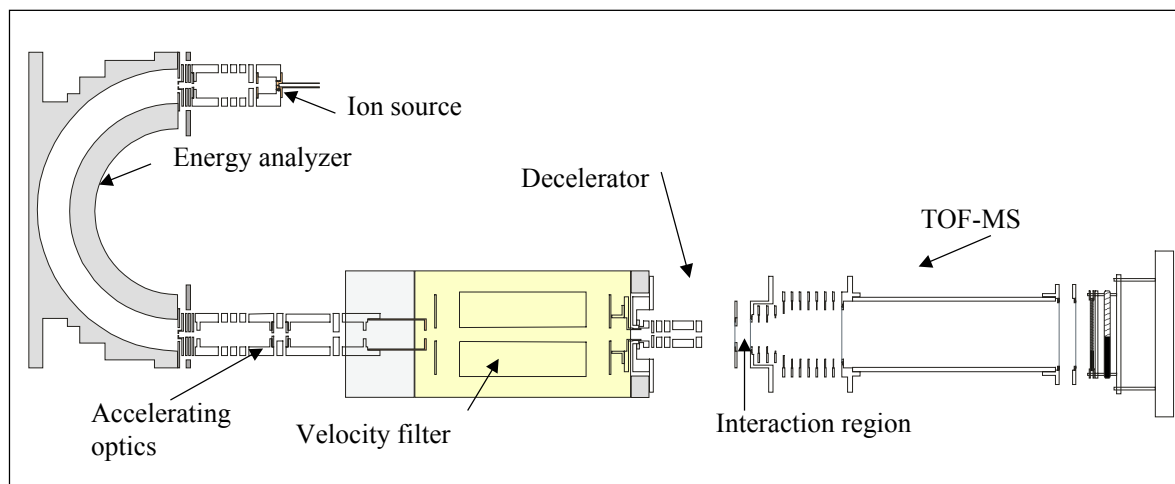 Ion source
Energy analyzer
Decelerator
TOF-MS
Accelerating
optics
Velocity filter
Interaction region